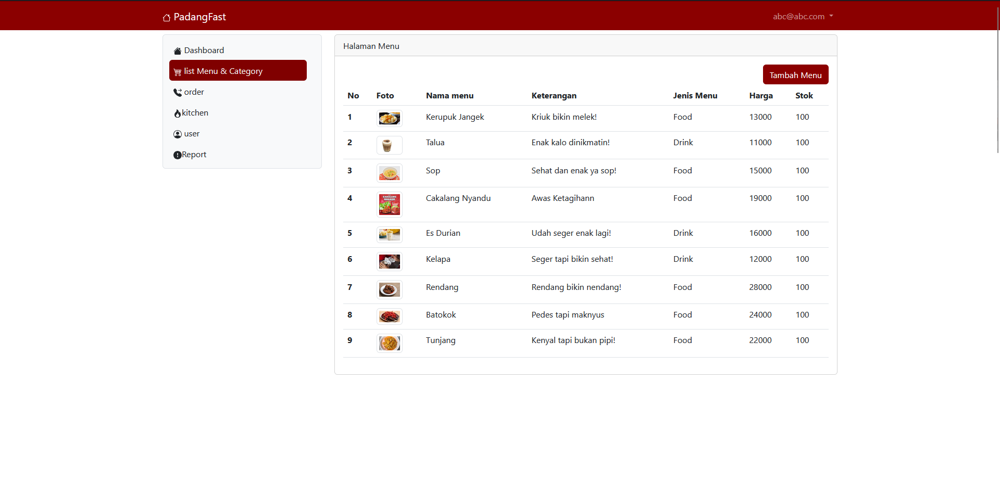 PadangFast
abc@abc.com
Dashboard
list Menu & Category
order
kitchen
user
Report
Halaman Menu
Tambah Menu
No Foto Nama menu Keterangan Jenis Menu Harga Stok
1 Kerupuk Jangek Kriuk bikin melek! Food 13000 100
2 Talua Enak kalo dinikmatin! Drink 11000 100
3 Sop Sehat dan enak ya sop! Food 15000 100
4 CAKALANG BALADO Cakalang Nyandu Awas Ketagihann Food 19000 100
5 Es Durian Udah seger enak lagi! Drink 16000 100
6 Kelapa Seger tapi bikin sehat! Drink 12000 100
7 Rendang Rendang bikin nendang! Food 28000 100
8 Batokok Pedes tapi maknyus Food 24000 100
9 Tunjang Kenyal tapi bukan pipi! Food 22000 100